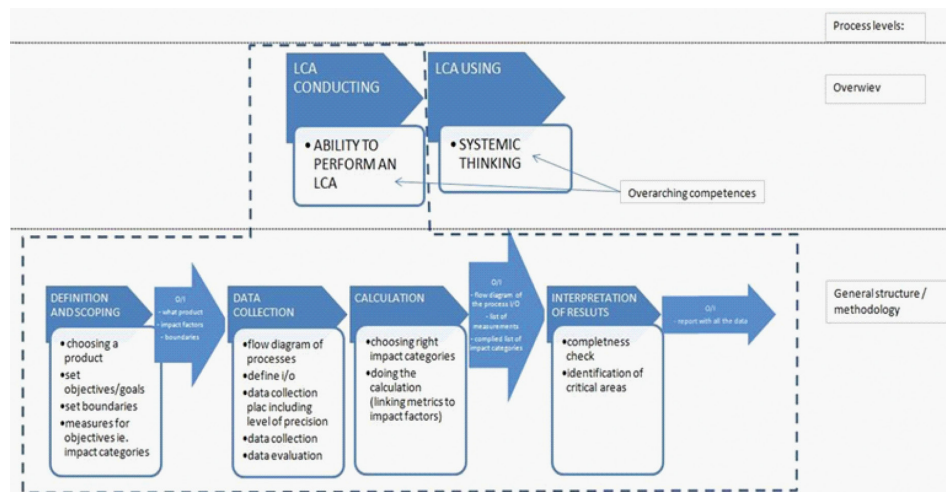 Process levels:
LCA
CONDUCTING
LCA USING
Overwiev
• ABILITY TO
PERFORM AN
LCA
• SYSTEMIC
THINKING
Overarching competences
DEFINITION
AND SCOPING
O/I
- what product
- impact factors
- boundaries
DATA
COLLECTION
CALCULATION
O/I
- flow diagram of
the process I/O
- list of
measurements
- compiled list of
impact categories
INTERPRETATION
OF RESLUTS
O/I
- report with all the data
General structure /
methodology
•choosing a
product
•set
objectives/goals
•set boundaries
•measures for
objectives ie.
impact categories
•flow diagram of
processes
•define i/o
•data collection
plac including
level of precision
•data collection
•data evaluation
•choosing right
impact categories
•doing the
calculation
(linking metrics to
impact factors)
•completness
check
•identification of
critical areas